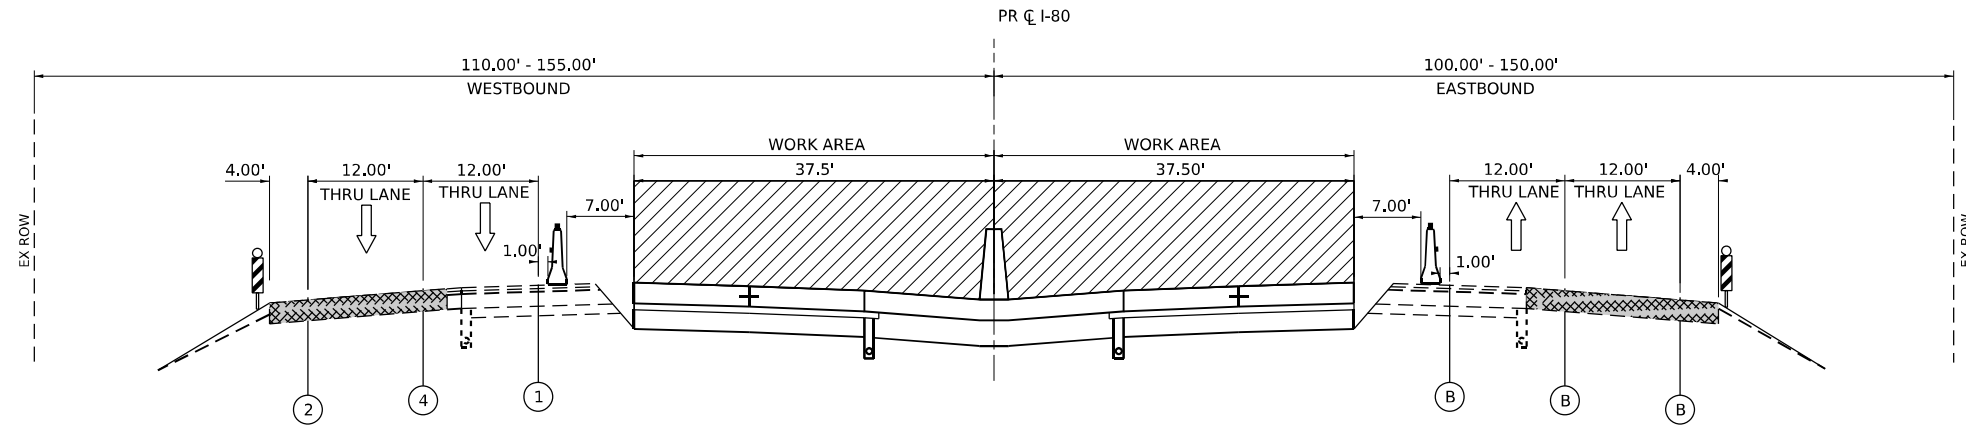 PR ℄ I-80
110.00' - 155.00'
WESTBOUND
100.00' - 150.00'
EASTBOUND
WORK AREA
WORK AREA
4.00'
12.00'
12.00'
37.5'
37.50'
12.00'
12.00'
4.00'
THRU LANE
THRU LANE
THRU LANE
THRU LANE
7.00'
7.00'
EX ROW
EX ROW
1.00'
1.00'
2
4
1
B
B
B